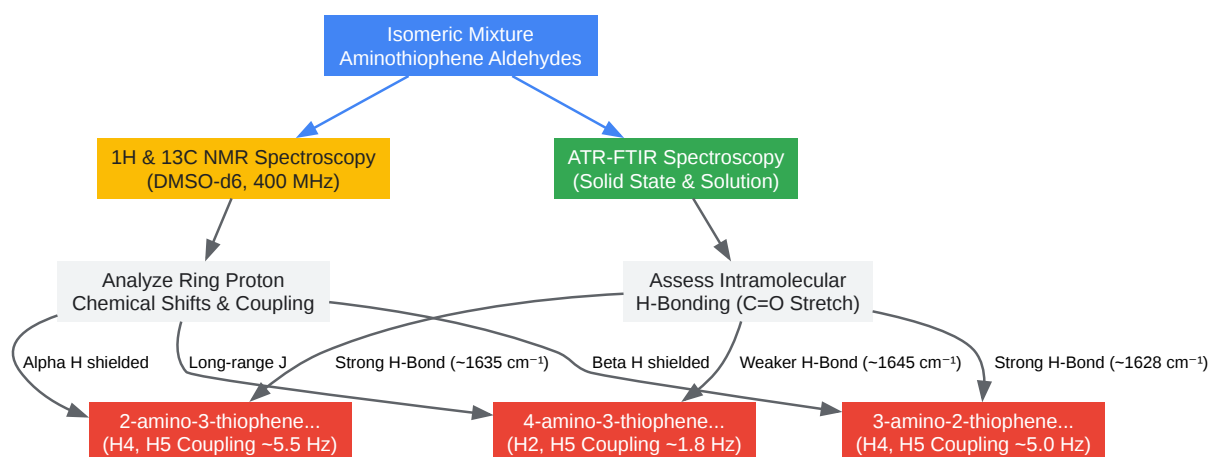 Isomeric Mixture
Aminothiophene Aldehydes
1H & 13C NMR Spectroscopy
(DMSO-d6, 400 MHz)
ATR-FTIR Spectroscopy
(Solid State & Solution)
Analyze Ring Proton
Chemical Shifts & Coupling
Assess Intramolecular
H-Bonding (C=O Stretch)
Alpha H shielded
Long-range J
Strong H-Bond (~1635 cm⁻¹)
Beta H shielded
Weaker H-Bond (~1645 cm⁻¹)
Strong H-Bond (~1628 cm⁻¹)
2-amino-3-thiophene...
(H4, H5 Coupling ~5.5 Hz)
4-amino-3-thiophene...
(H2, H5 Coupling ~1.8 Hz)
3-amino-2-thiophene...
(H4, H5 Coupling ~5.0 Hz)